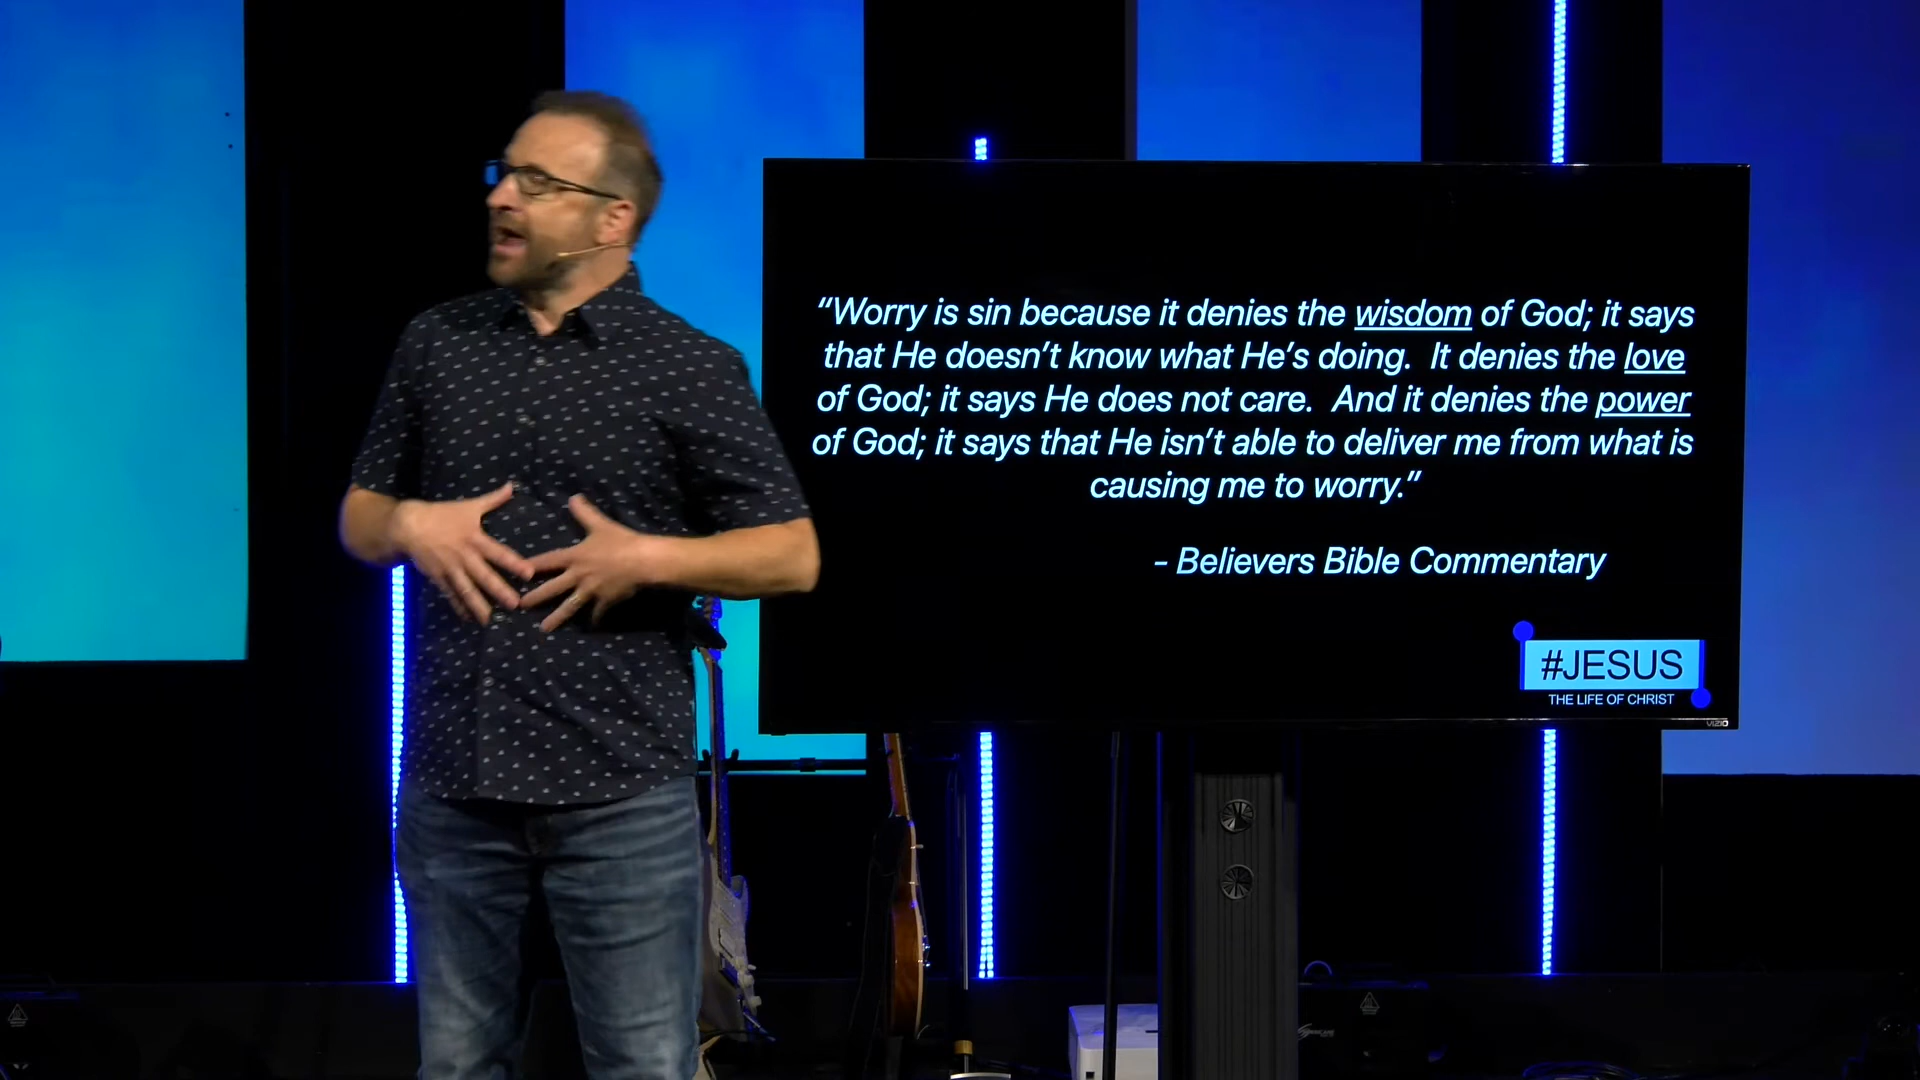 “Worry is sin because it denies the wisdom of God; it says
that He doesn’t know what He’s doing.  It denies the love
of God; it says He does not care.  And it denies the power
of God; it says that He isn’t able to deliver me from what is
causing me to worry.”
– Believers Bible Commentary
#JESUS
THE LIFE OF CHRIST
VIZIO